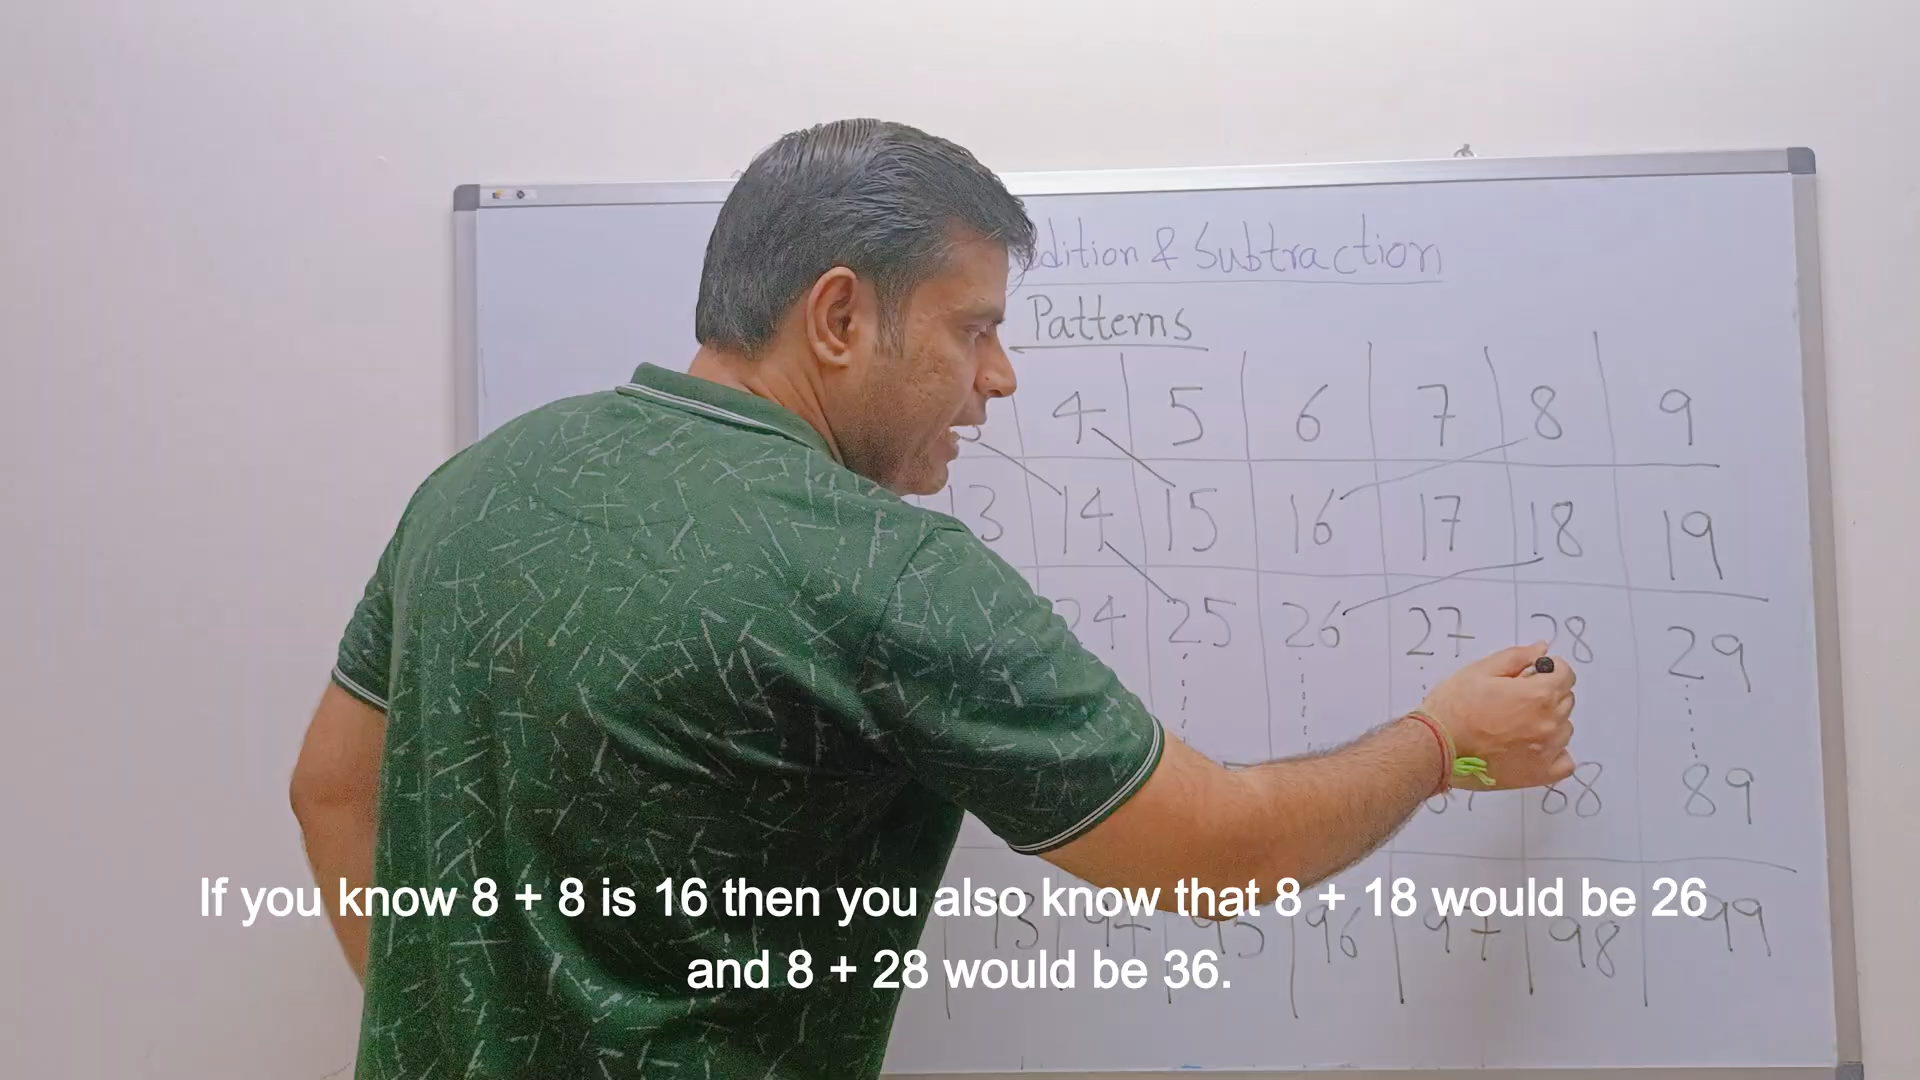 dition & Subtraction
Patterns
4 5 6 7 8 9
13 14 15 16 17 18 19
24 25 26 27 28 29
88 89
93 95 96 97 98 99
If you know 8 + 8 is 16 then you also know that 8 + 18 would be 26
and 8 + 28 would be 36.